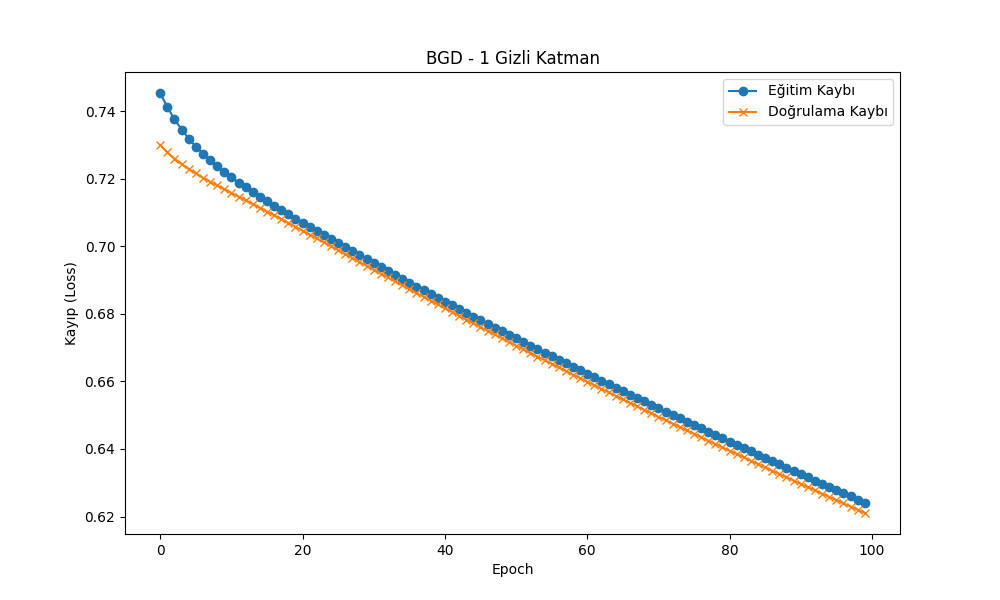 BGD - 1 Gizli Katman
Eğitim Kaybı
Doğrulama Kaybı
0.74
0.72
0.70
0.68
0.66
0.64
0.62
Kayıp (Loss)
0 20 40 60 80 100
Epoch